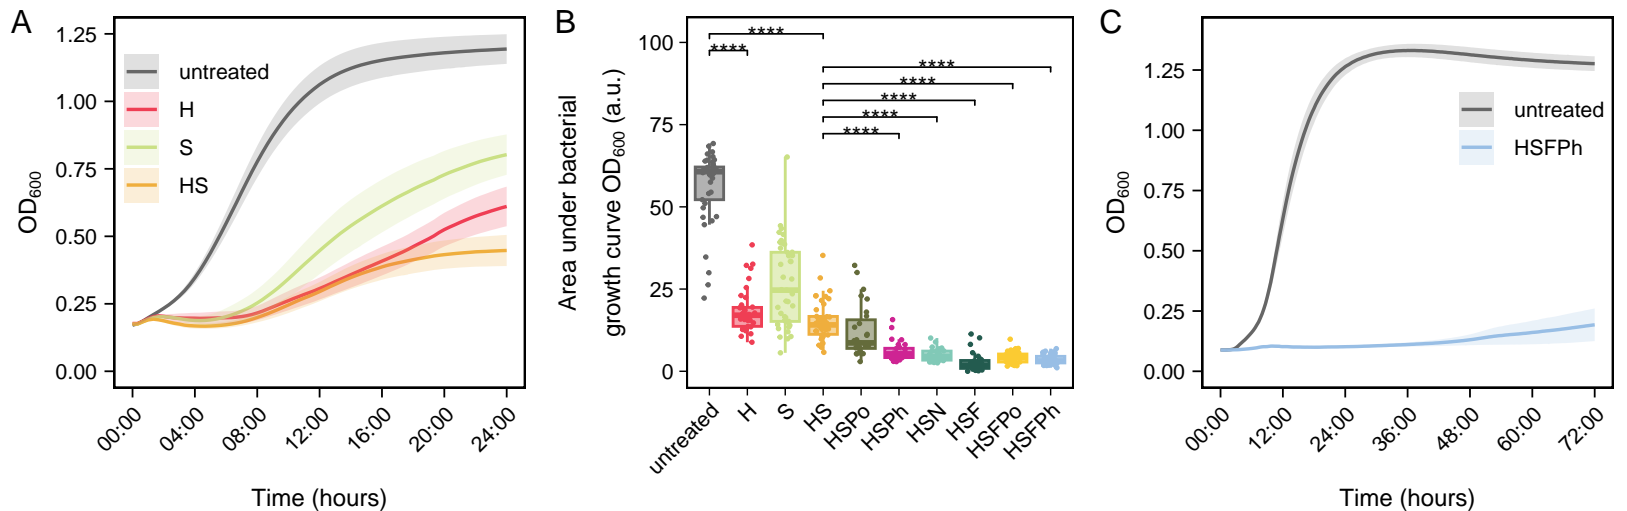 A
OD600
1.25
1.00
0.75
0.50
0.25
0.00
untreated
H
S
HS
00:00
04:00
08:00
12:00
16:00
20:00
24:00
Time (hours)
B
Area under bacterial
growth curve OD600 (a.u.)
100
75
50
25
0
****
****
****
****
****
****
****
untreated
H
S
HS
HSPo
HSPh
HSN
HSF
HSFPo
HSFPh
C
OD600
1.25
1.00
0.75
0.50
0.25
0.00
untreated
HSFPh
00:00
12:00
24:00
36:00
48:00
60:00
72:00
Time (hours)